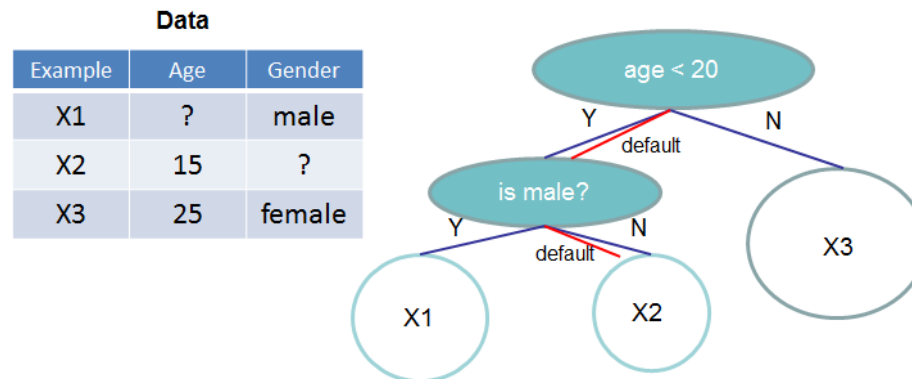 Data
Example Age Gender
X1 ? male
X2 15 ?
X3 25 female
age < 20
Y
default
N
is male?
Y
default
N
X1
X2
X3